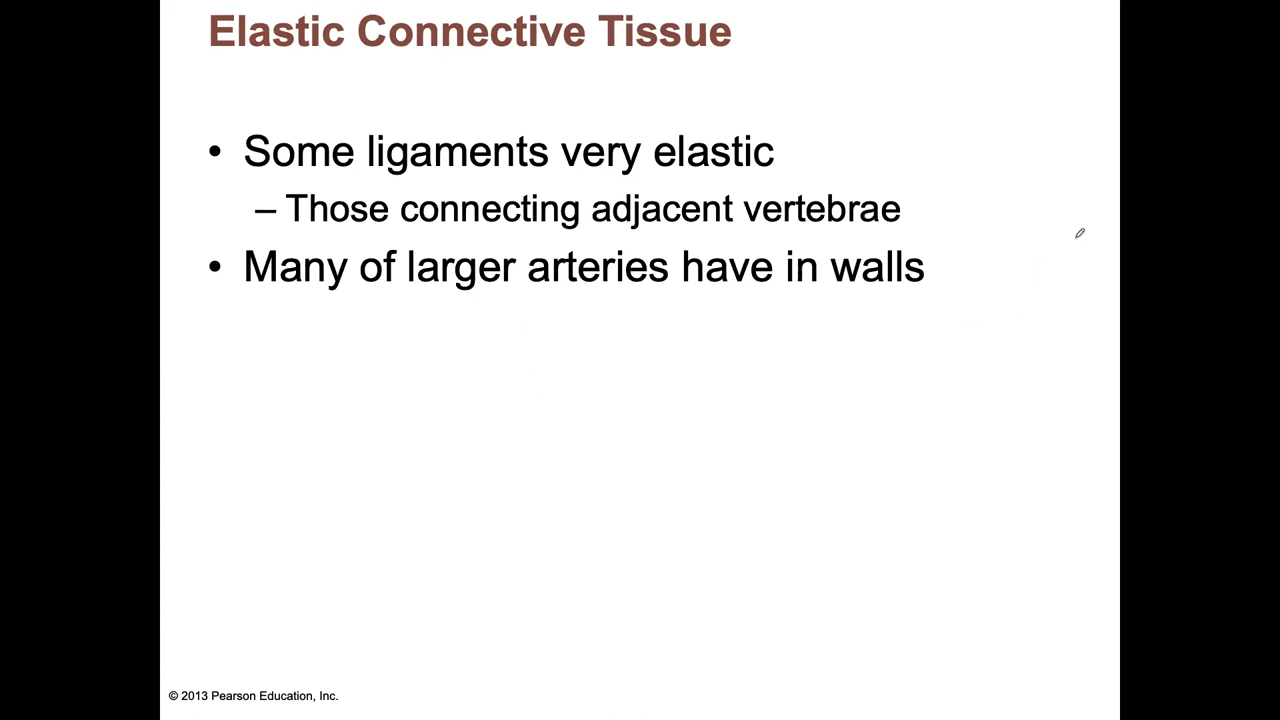 Elastic Connective Tissue
• Some ligaments very elastic
– Those connecting adjacent vertebrae
• Many of larger arteries have in walls
© 2013 Pearson Education, Inc.